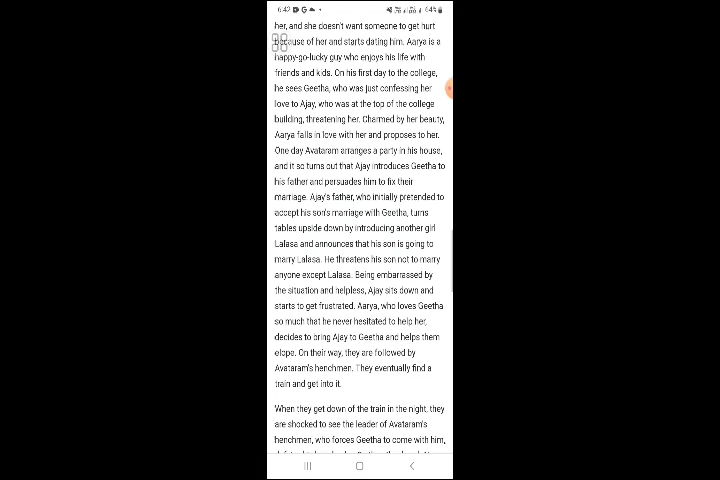 6:42
64%
her, and she doesn't want someone to get hurt
because of her and starts dating him. Aarya is a
happy-go-lucky guy who enjoys his life with
friends and kids. On his first day to the college,
he sees Geetha, who was just confessing her
love to Ajay, who was at the top of the college
building, threatening her. Charmed by her beauty,
Aarya falls in love with her and proposes to her.
One day Avataram arranges a party in his house,
and it so turns out that Ajay introduces Geetha to
his father and persuades him to fix their
marriage. Ajay's father, who initially pretended to
accept his son's marriage with Geetha, turns
tables upside down by introducing another girl
Lalasa and announces that his son is going to
marry Lalasa. He threatens his son not to marry
anyone except Lalasa. Being embarrassed by
the situation and helpless, Ajay sits down and
starts to get frustrated. Aarya, who loves Geetha
so much that he never hesitated to help her,
decides to bring Ajay to Geetha and helps them
elope. On their way, they are followed by
Avataram's henchmen. They eventually find a
train and get into it.
When they get down of the train in the night, they
are shocked to see the leader of Avataram's
henchmen, who forces Geetha to come with him,